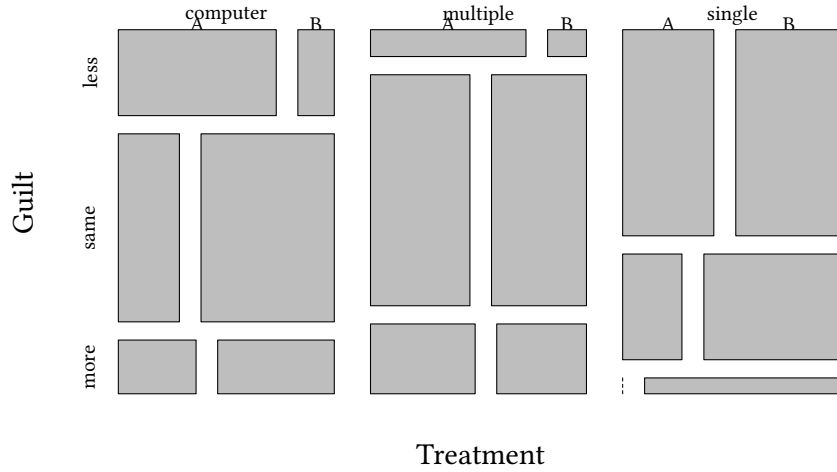 computer multiple single
A B A B A B
less
same
more
Guilt
Treatment